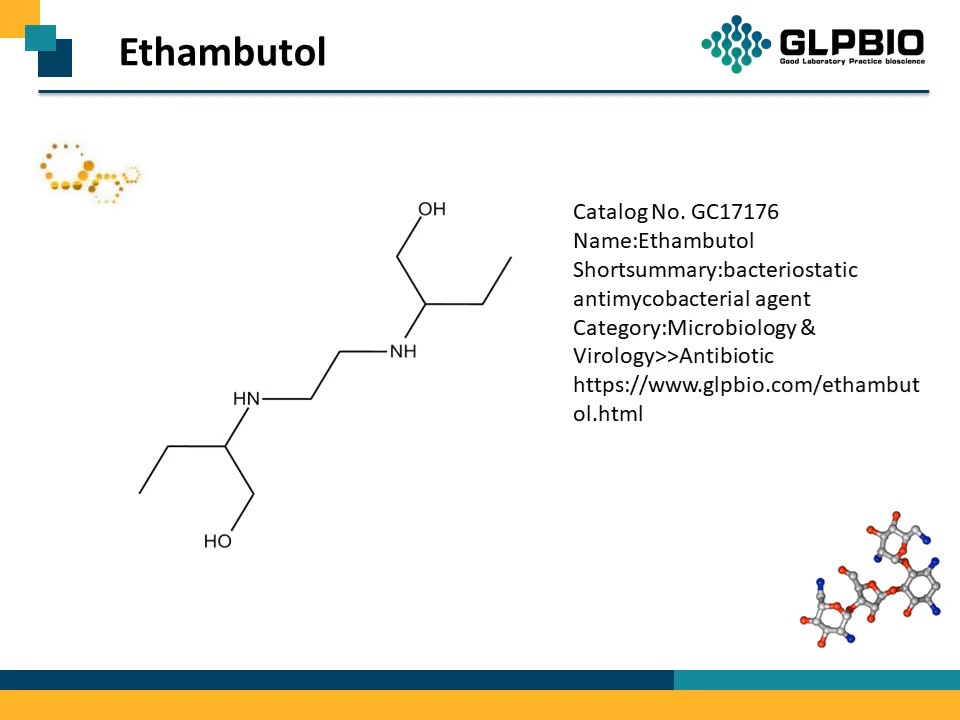 Ethambutol
GLPBIO
Good Laboratory Practice bioscience
OH
NH
HN
HO
Catalog No. GC17176
Name:Ethambutol
Shortsummary:bacteriostatic
antimycobacterial agent
Category:Microbiology &
Virology>>Antibiotic
https://www.glpbio.com/ethambut
ol.html